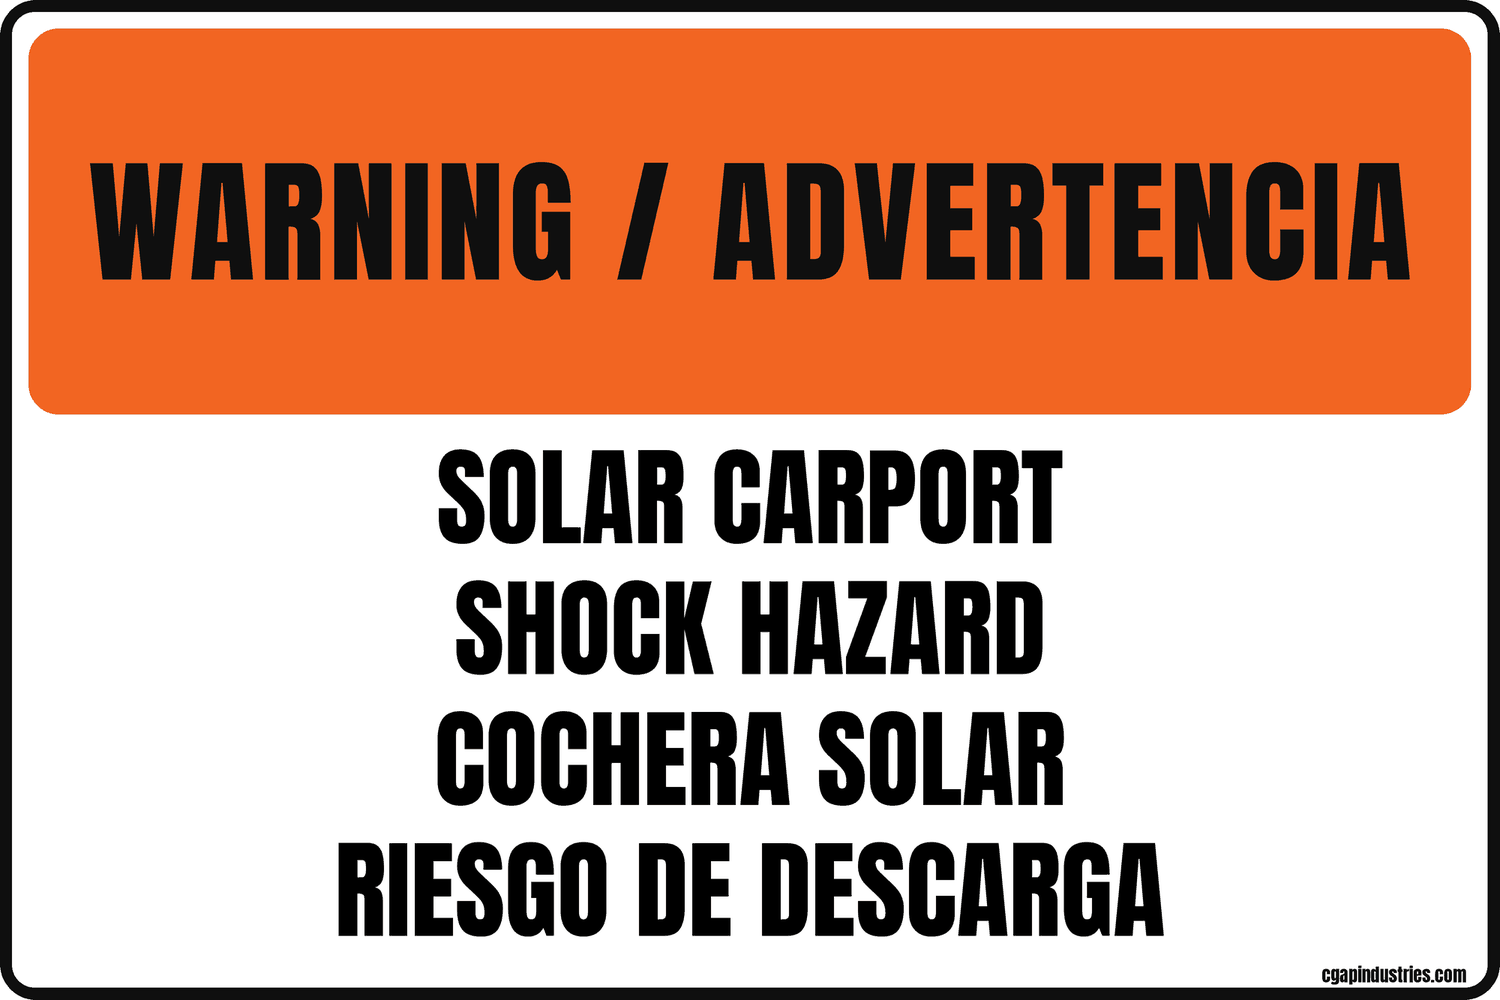 WARNING / ADVERTENCIA
SOLAR CARPORT
SHOCK HAZARD
COCHERA SOLAR
RIESGO DE DESCARGA
cgapindustries.com